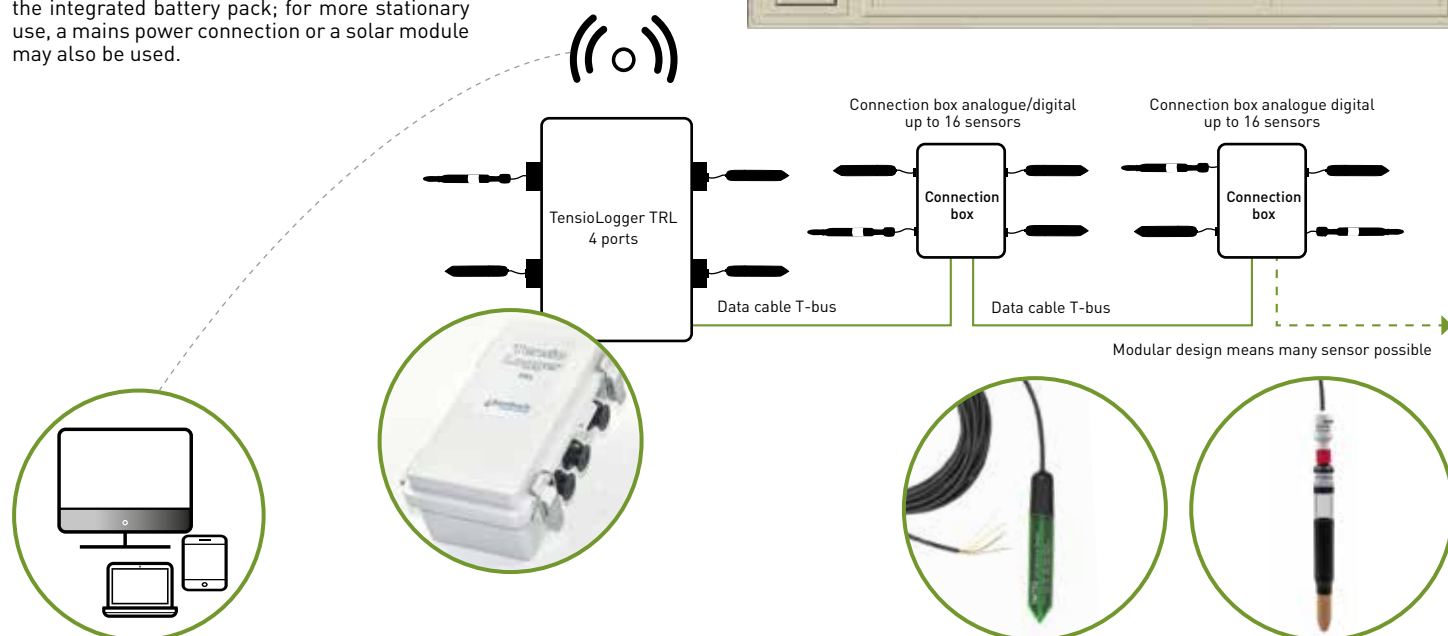 the integrated battery pack; for more stationary
use, a mains power connection or a solar module
may also be used.
Connection box analogue/digital
up to 16 sensors
Connection box analogue digital
up to 16 sensors
TensioLogger TRL
4 ports
Connection
box
Connection
box
Data cable T-bus
Data cable T-bus
Modular design means many sensor possible